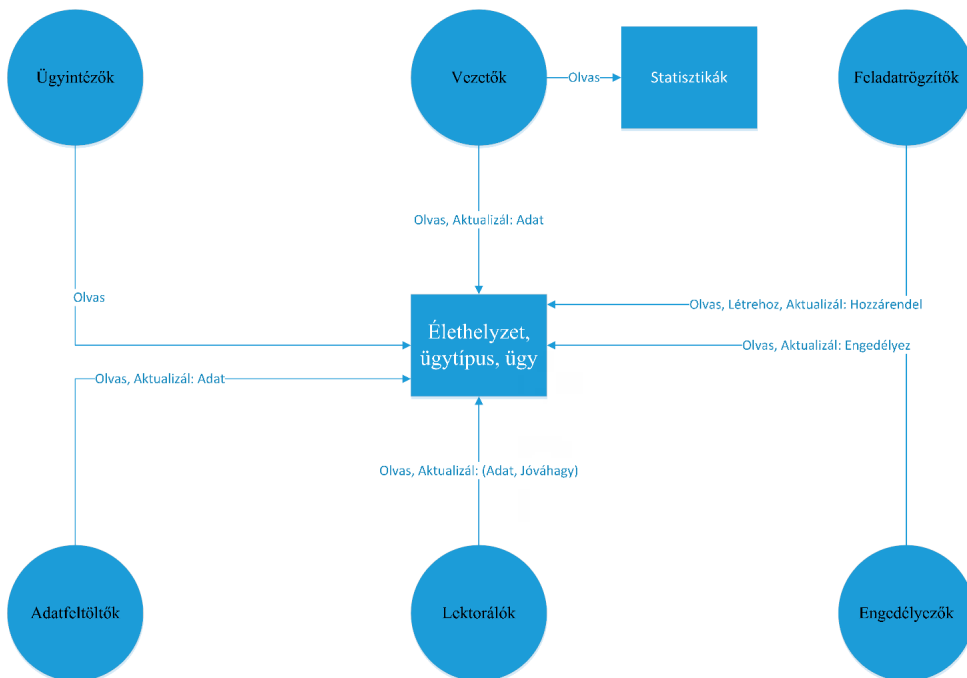 Ügyintézők
Vezetők
Olvas
Statisztikák
Feladatrögzítők
Olvas, Aktualizál: Adat
Olvas
Olvas, Létrehoz, Aktualizál: Hozzárendel
Élethelyzet,
ügytípus, ügy
Olvas, Aktualizál: Engedélyez
Olvas, Aktualizál: Adat
Olvas, Aktualizál: (Adat, Jóváhagy)
Adatfeltöltők
Lektorálók
Engedélyezők